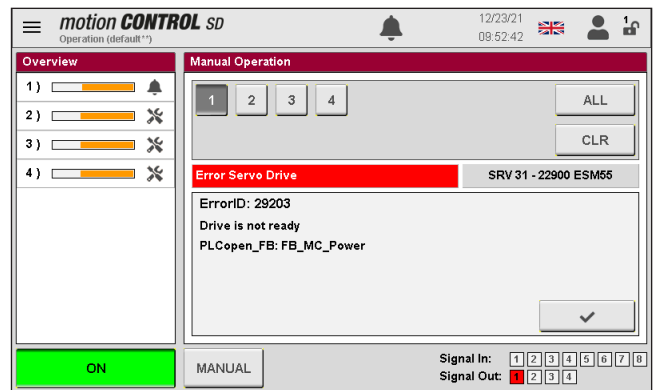 motion CONTROL SD
Operation (default**)
12/23/21
08:52:42
1
Overview
1)
2)
3)
4)
Manual Operation
1 2 3 4
ALL
CLR
Error Servo Drive
SRV 31 - 22900 ESM55
ErrorID: 29203
Drive is not ready
PLCopen_FB: FB_MC_Power
ON
MANUAL
Signal In: 1 2 3 4 5 6 7 8
Signal Out: 1 2 3 4